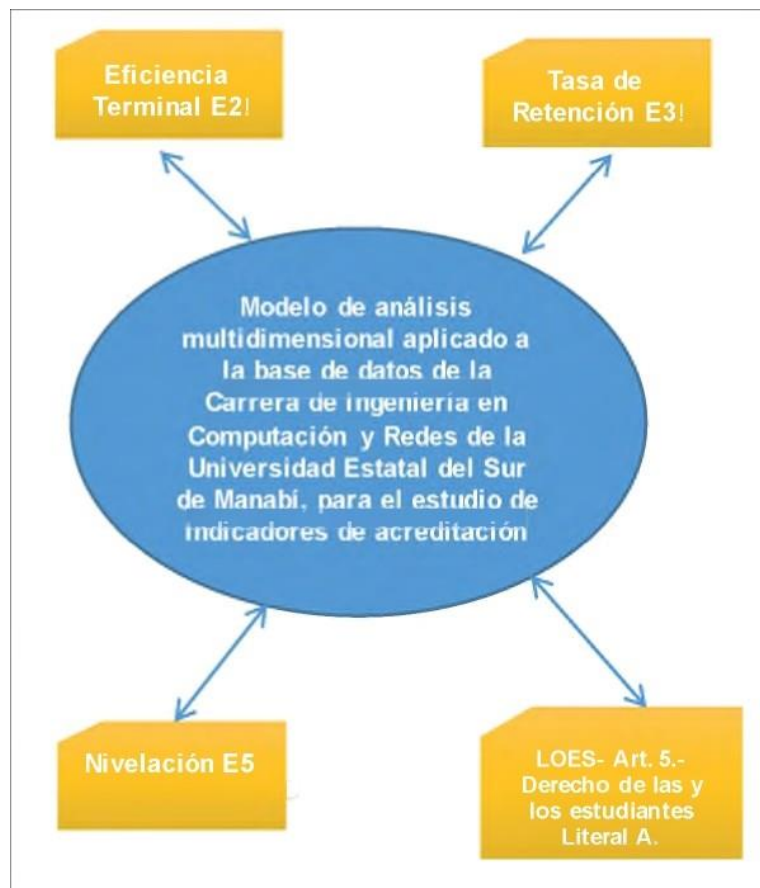 Eficiencia
Terminal E2!
Tasa de
Retención E3!
Modelo de análisis
multidimensional aplicado a
la base de datos de la
Carrera de Ingeniería en
Computación y Redes de la
Universidad Estatal del Sur
de Manabí, para el estudio de
indicadores de acreditación
Nivelación E5
LOES- Art. 5.-
Derecho de las y
los estudiantes
Literal A.